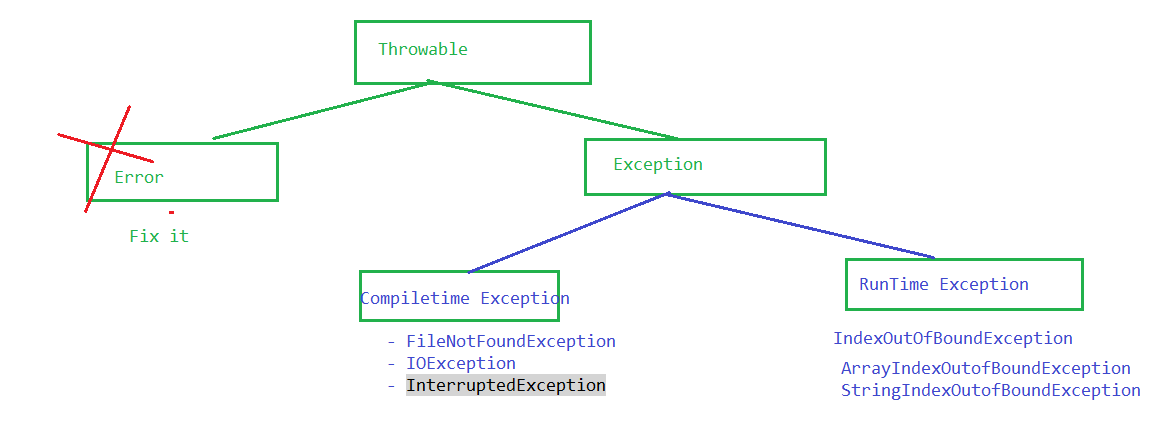 Throwable
Error
Exception
Fix it
Compiletime Exception
- FileNotFoundException
- IOException
- InterruptedException
RunTime Exception
IndexOutOfBoundException
ArrayIndexOutofBoundException
StringIndexOutofBoundException